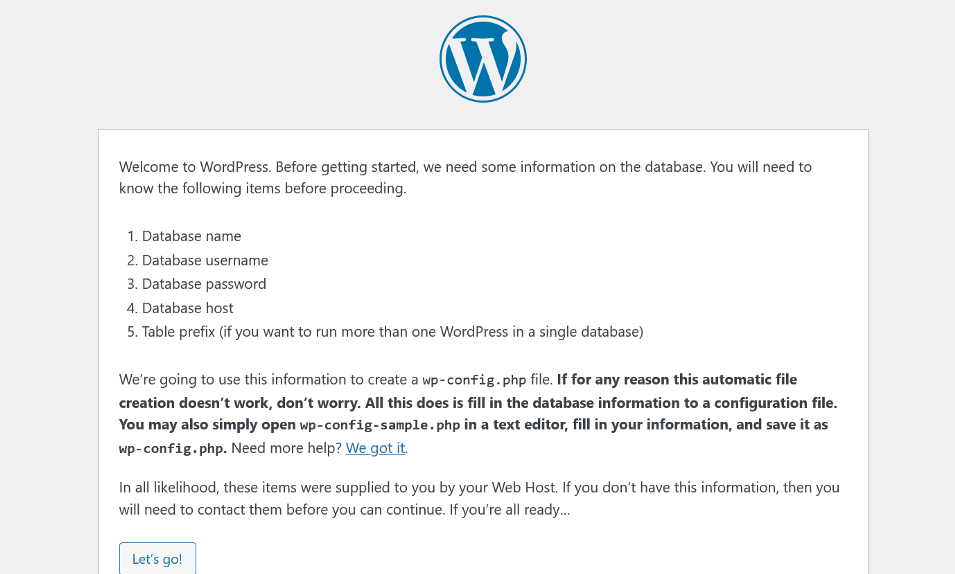 Welcome to WordPress. Before getting started, we need some information on the database. You will need to
know the following items before proceeding.
1. Database name
2. Database username
3. Database password
4. Database host
5. Table prefix (if you want to run more than one WordPress in a single database)
We’re going to use this information to create a wp-config.php file. If for any reason this automatic file
creation doesn’t work, don’t worry. All this does is fill in the database information to a configuration file.
You may also simply open wp-config-sample.php in a text editor, fill in your information, and save it as
wp-config.php. Need more help? We got it.
In all likelihood, these items were supplied to you by your Web Host. If you don’t have this information, then you
will need to contact them before you can continue. If you’re all ready…
Let’s go!